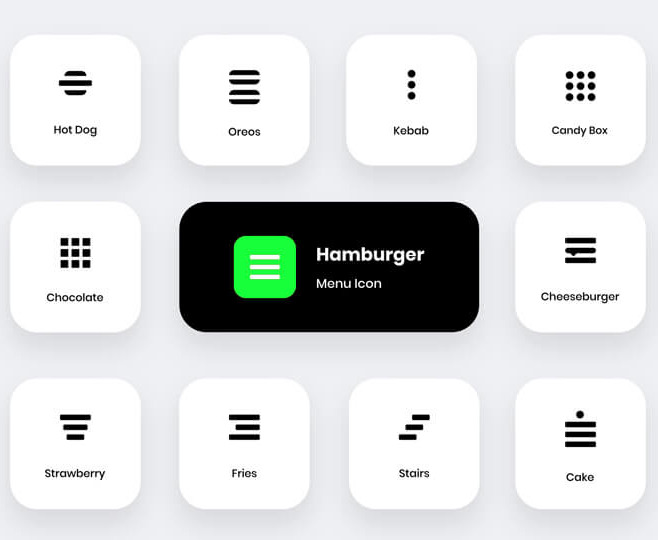 Hot Dog
Oreos
Kebab
Candy Box
Chocolate
Hamburger
Menu Icon
Cheeseburger
Strawberry
Fries
Stairs
Cake